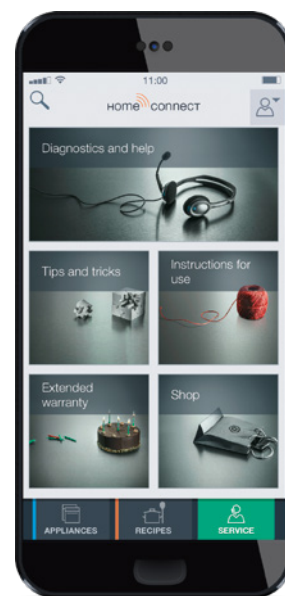 11:00
HOME CONNECT
Diagnostics and help
Tips and tricks
Instructions for
use
Extended
warranty
Shop
APPLIANCES
RECIPES
SERVICE